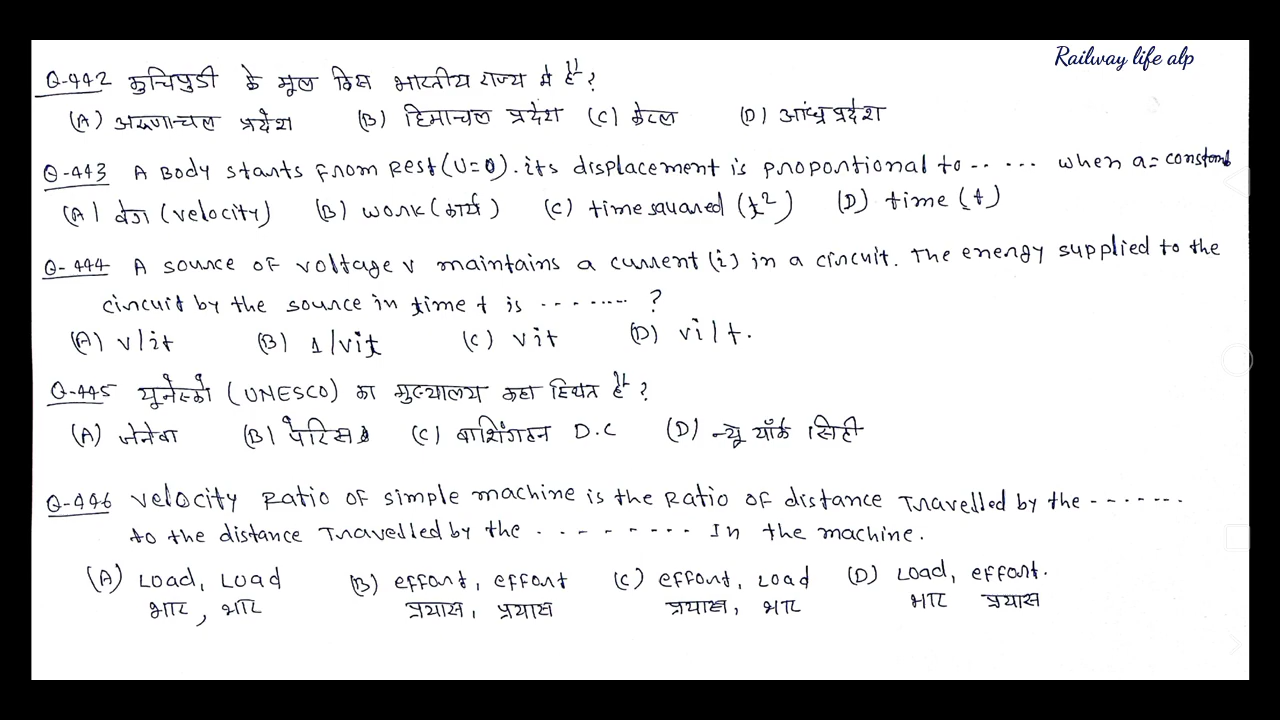 Railway life alp
Q-442 कुचिपुडी के मूल किस भारतीय राज्य मे हैं ?
(A) अरूणाचल प्रदेश (B) हिमाचल प्रदेश (C) केरल (D) आंध्रप्रदेश
Q-443 A Body starts from Rest (U=0). its displacement is proportional to ..... when a = constant
(A) वेग (velocity) (B) work (कार्य) (C) time squared (t²) (D) time (t)
Q-444 A source of voltage V maintains a current (i) in a circuit. The energy supplied to the
circuit by the source in time t is ........ ?
(A) V/it (B) 1/vit (C) vit (D) vi/t.
Q-445 यूनेस्को (UNESCO) का मुख्यालय कहा स्थित हैं ?
(A) जेनेवा (B) पेरिस (C) वाशिंगटन D.C (D) न्यू यॉर्क सिटी
Q-446 Velocity Ratio of simple machine is the Ratio of distance Travelled by the -------
to the distance Travelled by the --------- In the machine.
(A) Load, Load (B) effort, effort (C) effort, Load (D) Load, effort.
भार, भार प्रयास, प्रयास प्रयास, भार भार प्रयास